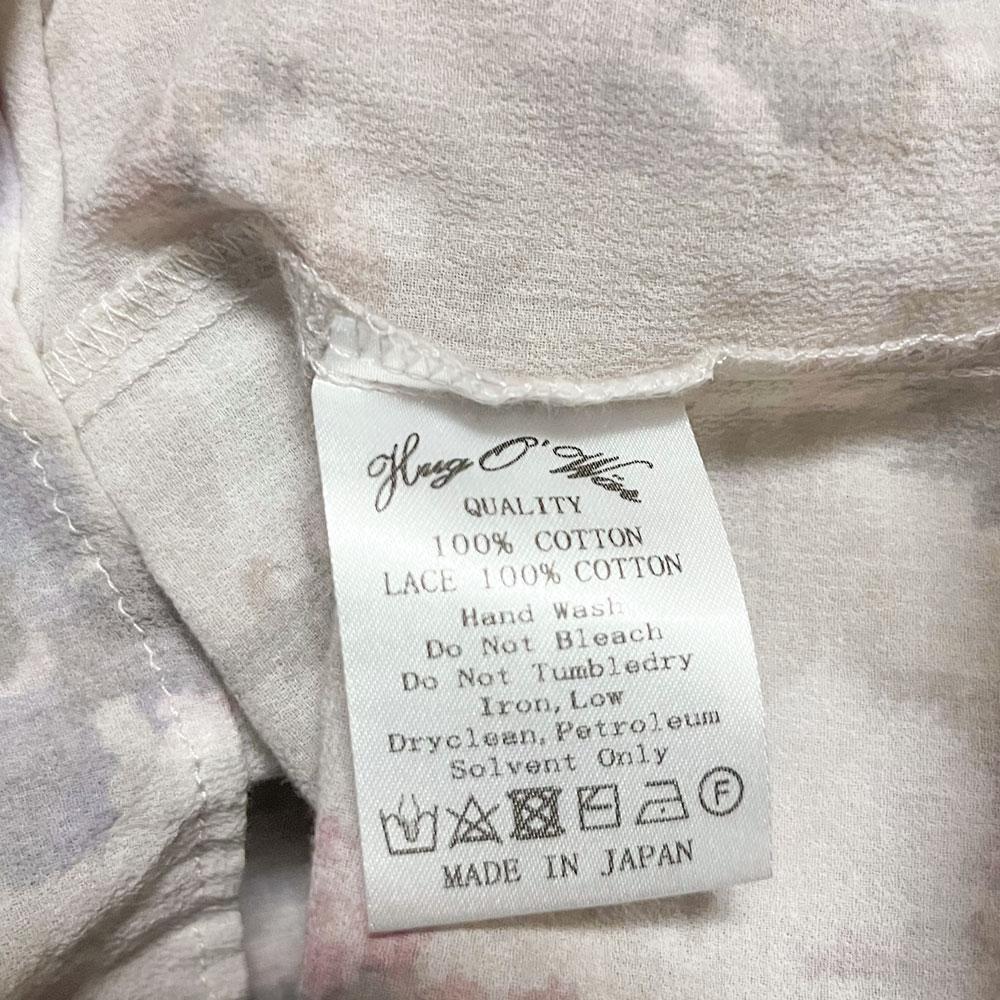 Hug O'War
QUALITY
100% COTTON
LACE 100% COTTON
Hand Wash
Do Not Bleach
Do Not Tumbledry
Iron, Low
Dryclean, Petroleum
Solvent Only
F
MADE IN JAPAN